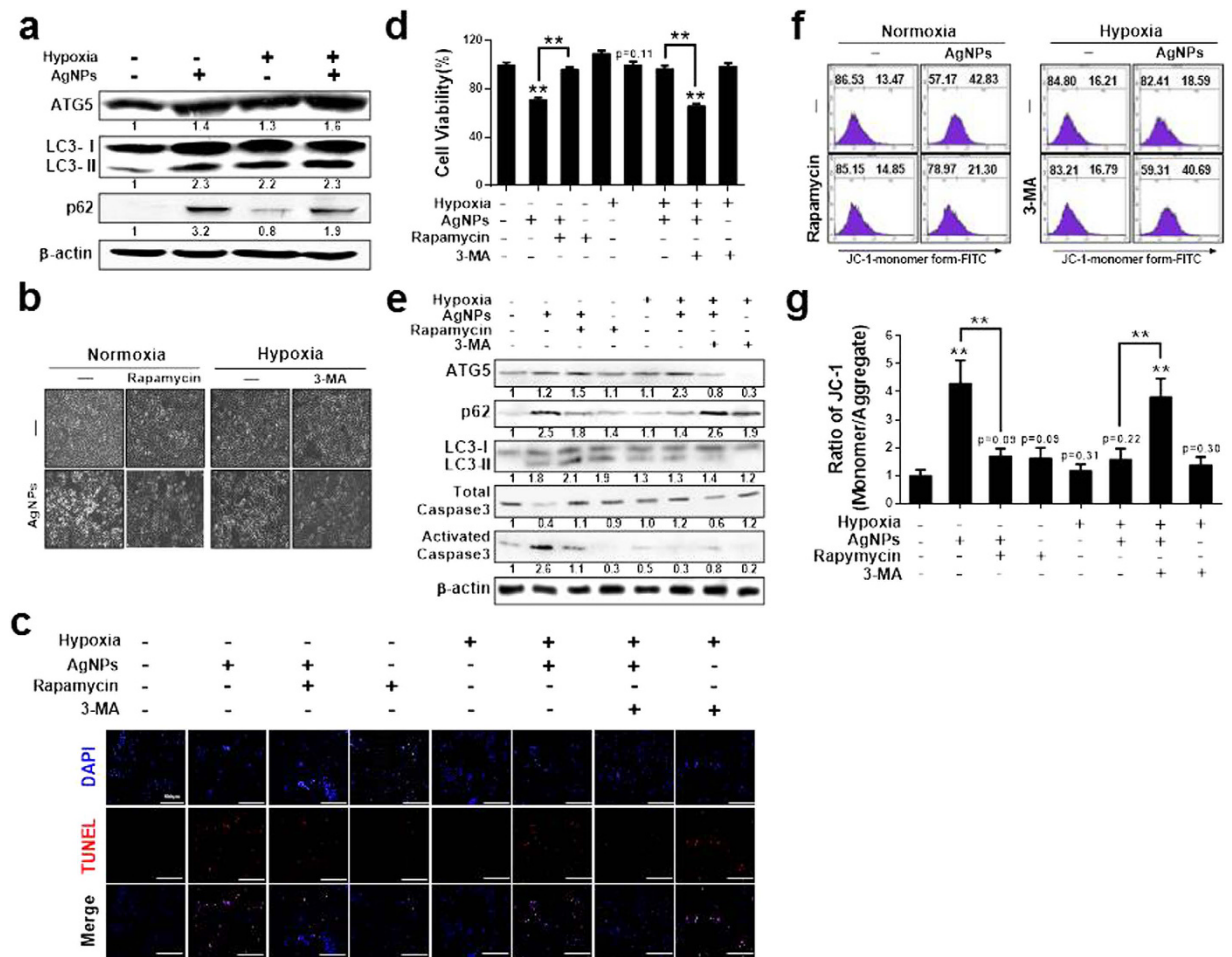 a
Hypoxia - - + +
AgNPs - + - +
ATG5
1 1.4 1.3 1.6
LC3- I
LC3- II
1 2.3 2.2 2.3
p62
1 3.2 0.8 1.9
β-actin
b
Normoxia Hypoxia
— Rapamycin — 3-MA
—
AgNPs
c
Hypoxia - - - - + + + +
AgNPs - + + - - + + -
Rapamycin - - + + - - - -
3-MA - - - - - - + +
DAPI
TUNEL
Merge
d
Cell Viability(%)
120
80
40
0
** ** p=0.11 ** **
Hypoxia - - - - + + + +
AgNPs - + + - - + + -
Rapamycin - - + + - - - -
3-MA - - - - - - + +
e
Hypoxia - - - - + + + +
AgNPs - + + - - + + -
Rapamycin - - + + - - - -
3-MA - - - - - - + +
ATG5
1 1.2 1.5 1.1 1.1 2.3 0.8 0.3
p62
1 2.5 1.8 1.4 1.1 1.4 2.6 1.9
LC3-I
LC3-II
1 1.8 2.1 1.9 1.3 1.3 1.4 1.2
Total
Caspase3
1 0.4 1.1 0.9 1.0 1.2 0.6 1.2
Activated
Caspase3
1 2.6 1.1 0.3 0.5 0.3 0.8 0.2
β-actin
f
Normoxia Hypoxia
— AgNPs — AgNPs
— 86.53 13.47 57.17 42.83 — 84.80 16.21 82.41 18.59
Rapamycin 85.15 14.85 78.97 21.30 3-MA 83.21 16.79 59.31 40.69
JC-1-monomer form-FITC JC-1-monomer form-FITC
g
Ratio of JC-1
(Monomer/Aggregate)
6
5
4
3
2
1
0
** ** p=0.09 p=0.09 p=0.31 p=0.22 ** ** p=0.30
Hypoxia - - - - + + + +
AgNPs - + + - - + + -
Rapymycin - - + + - - - -
3-MA - - - - - - + +